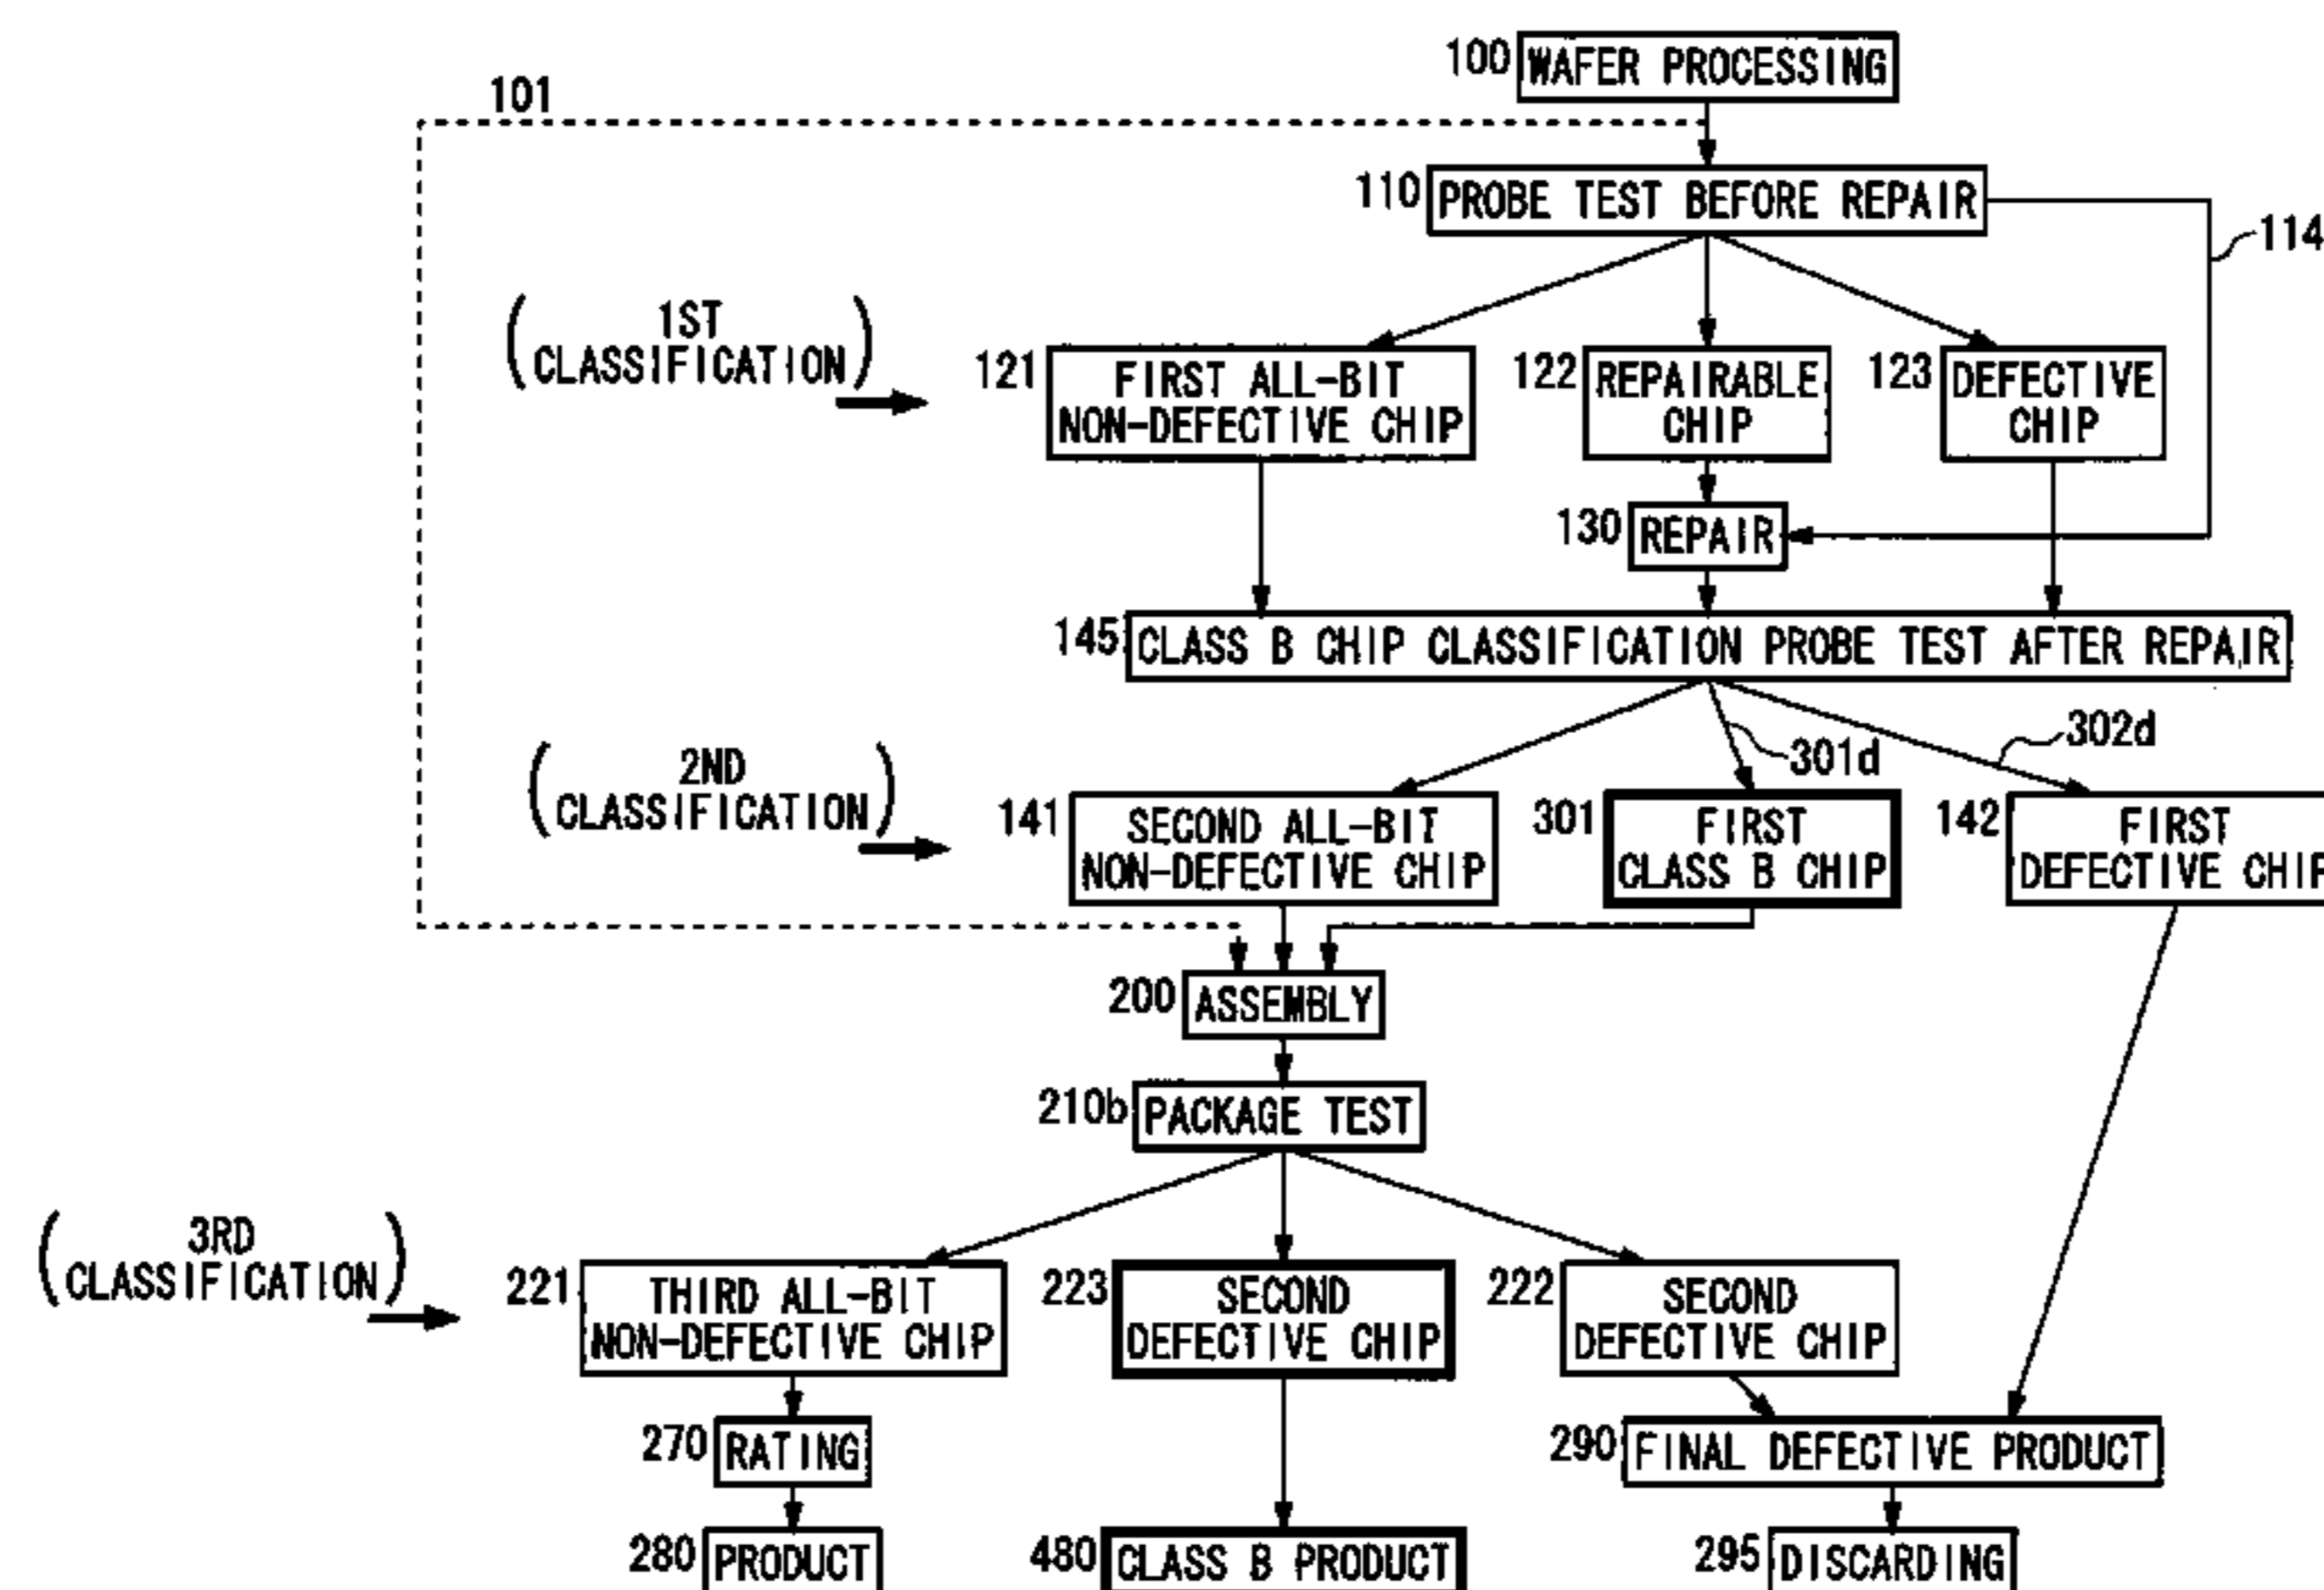 100 WAFER PROCESSING
101
110 PROBE TEST BEFORE REPAIR
114
1ST
CLASSIFICATION
121 FIRST ALL-BIT
NON-DEFECTIVE CHIP
122 REPAIRABLE
CHIP
123 DEFECTIVE
CHIP
130 REPAIR
145 CLASS B CHIP CLASSIFICATION PROBE TEST AFTER REPAIR
301d
302d
2ND
CLASSIFICATION
141 SECOND ALL-BIT
NON-DEFECTIVE CHIP
301 FIRST
CLASS B CHIP
142 FIRST
DEFECTIVE CHIP
200 ASSEMBLY
210b PACKAGE TEST
3RD
CLASSIFICATION
221 THIRD ALL-BIT
NON-DEFECTIVE CHIP
223 SECOND
DEFECTIVE CHIP
222 SECOND
DEFECTIVE CHIP
270 RATING
290 FINAL DEFECTIVE PRODUCT
280 PRODUCT
480 CLASS B PRODUCT
295 DISCARDING